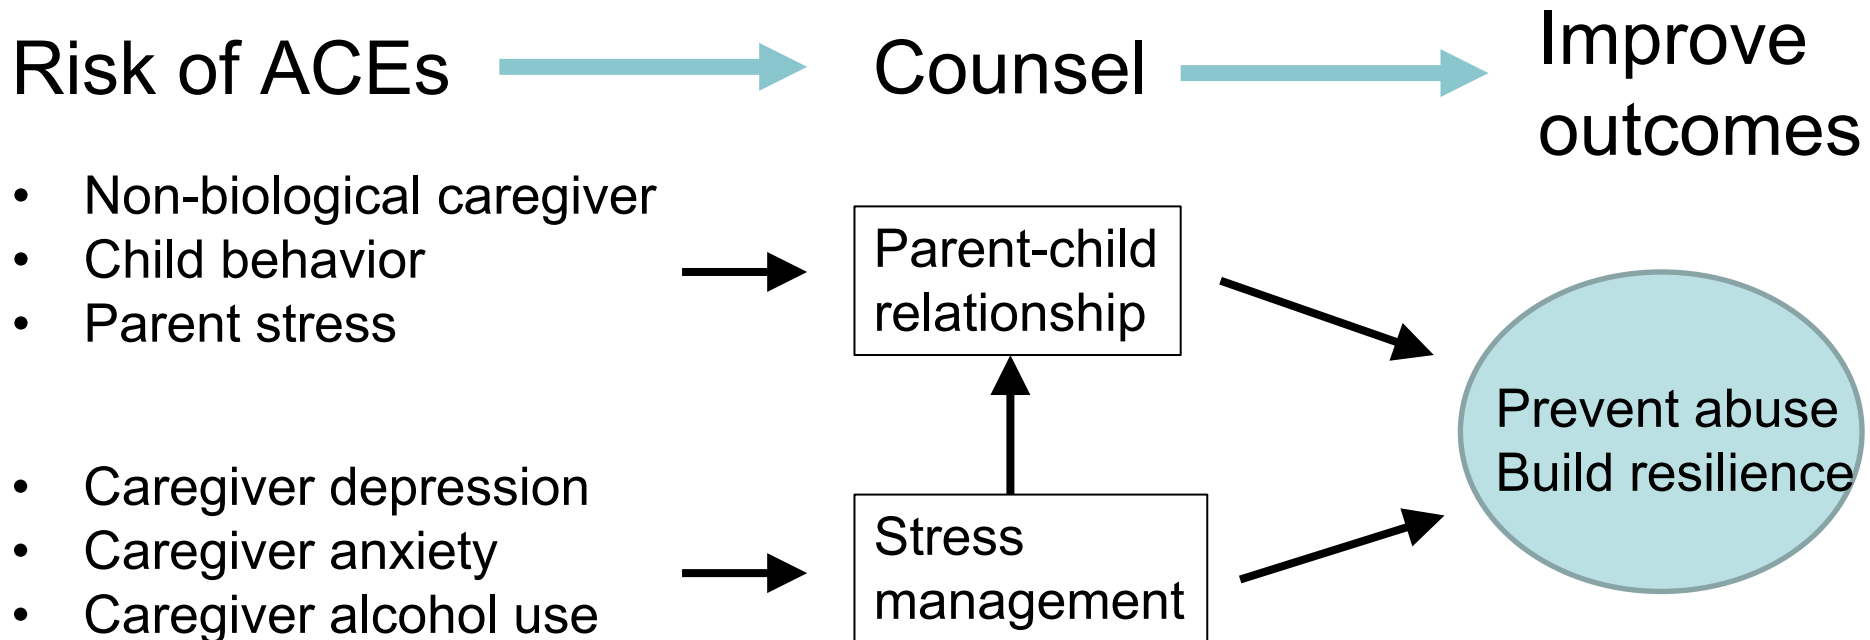 Risk of ACEs
Counsel
Improve
outcomes
• Non-biological caregiver
• Child behavior
• Parent stress
Parent-child
relationship
• Caregiver depression
• Caregiver anxiety
• Caregiver alcohol use
Stress
management
Prevent abuse
Build resilience